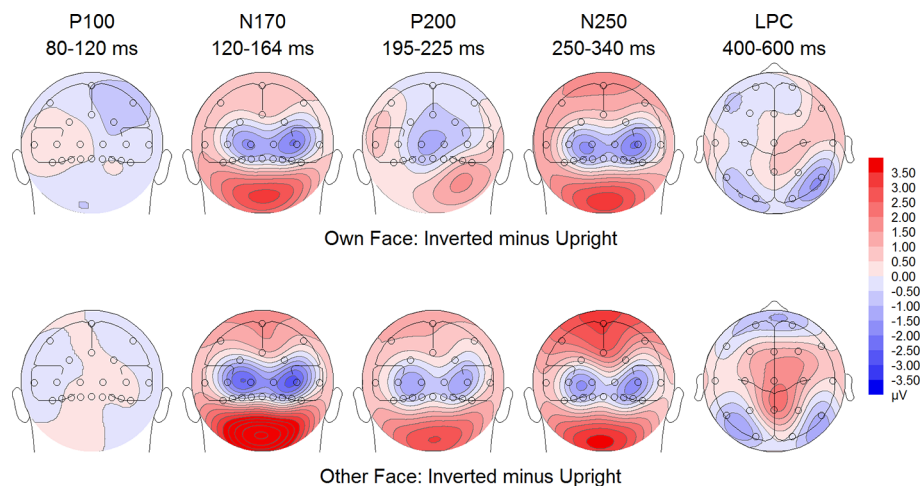 P100
80-120 ms
N170
120-164 ms
P200
195-225 ms
N250
250-340 ms
LPC
400-600 ms
Own Face: Inverted minus Upright
3.50
3.00
2.50
2.00
1.50
1.00
0.50
0.00
-0.50
-1.00
-1.50
-2.00
-2.50
-3.00
-3.50
µV
Other Face: Inverted minus Upright